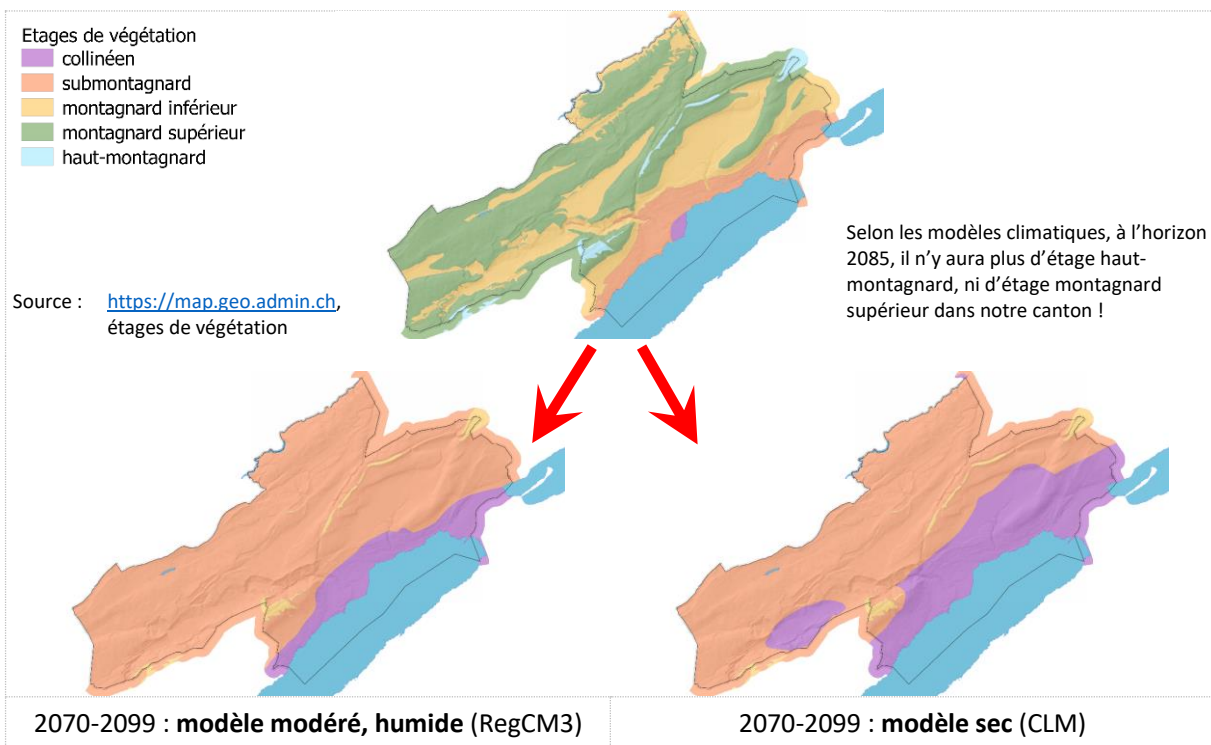 Etages de végétation
collinéen
submontagnard
montagnard inférieur
montagnard supérieur
haut-montagnard
Source : https://map.geo.admin.ch,
étages de végétation
Selon les modèles climatiques, à l'horizon
2085, il n'y aura plus d'étage haut-
montagnard, ni d'étage montagnard
supérieur dans notre canton !
2070-2099 : modèle modéré, humide (RegCM3)
2070-2099 : modèle sec (CLM)